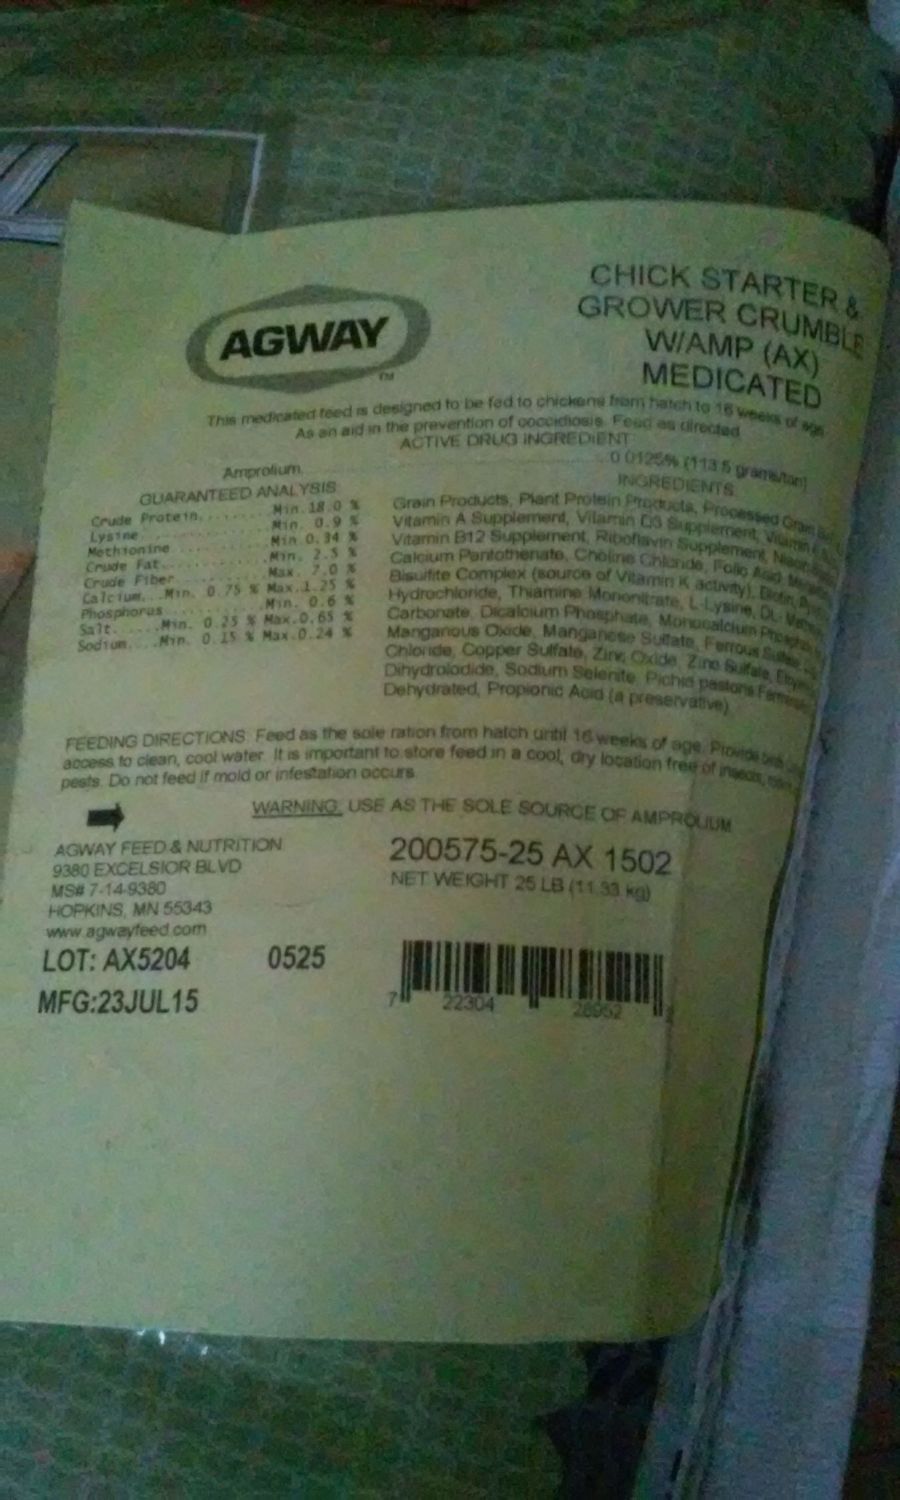 AGWAY
TM
CHICK STARTER &
GROWER CRUMBLE
W/AMP (AX)
MEDICATED
This medicated feed is designed to be fed to chickens from hatch to 16 weeks of age
As an aid in the prevention of coccidiosis. Feed as directed
ACTIVE DRUG INGREDIENT
Amprolium.......0.0125% (113.5 grams/ton)
GUARANTEED ANALYSIS
Crude Protein........Min.18.0 %
Lysine..............Min. 0.9 %
Methionine..........Min 0.34 %
Crude Fat...........Min. 2.5 %
Crude Fiber.........Max. 7.0 %
Calcium...Min. 0.75 % Max.1.25 %
Phosphorus..........Min. 0.6 %
Salt......Min. 0.25 % Max.0.65 %
Sodium....Min. 0.15 % Max.0.24 %
INGREDIENTS
Grain Products, Plant Protein Products, Processed Grain
Vitamin A Supplement, Vitamin D3 Supplement, Vitamin E
Vitamin B12 Supplement, Riboflavin Supplement,
Calcium Pantothenate, Choline Chloride, Folic Acid,
Bisulfite Complex (source of Vitamin K activity), Biotin,
Hydrochloride, Thiamine Mononitrate, L-Lysine, DL-
Carbonate, Dicalcium Phosphate, Monocalcium
Manganous Oxide, Manganese Sulfate, Ferrous Sulfate,
Chloride, Copper Sulfate, Zinc Oxide, Zinc Sulfate,
Dihydroiodide, Sodium Selenite, Pichia pastoris
Dehydrated, Propionic Acid (a preservative)
FEEDING DIRECTIONS: Feed as the sole ration from hatch until 16 weeks of age. Provide
access to clean, cool water. It is important to store feed in a cool, dry location free of insects,
pests. Do not feed if mold or infestation occurs.
WARNING: USE AS THE SOLE SOURCE OF AMPROLIUM
AGWAY FEED & NUTRITION
9380 EXCELSIOR BLVD
MS# 7-14-9380
HOPKINS, MN 55343
www.agwayfeed.com
200575-25 AX 1502
NET WEIGHT 25 LB (11.33 kg)
LOT: AX5204 0525
MFG:23JUL15
7 22304 28952